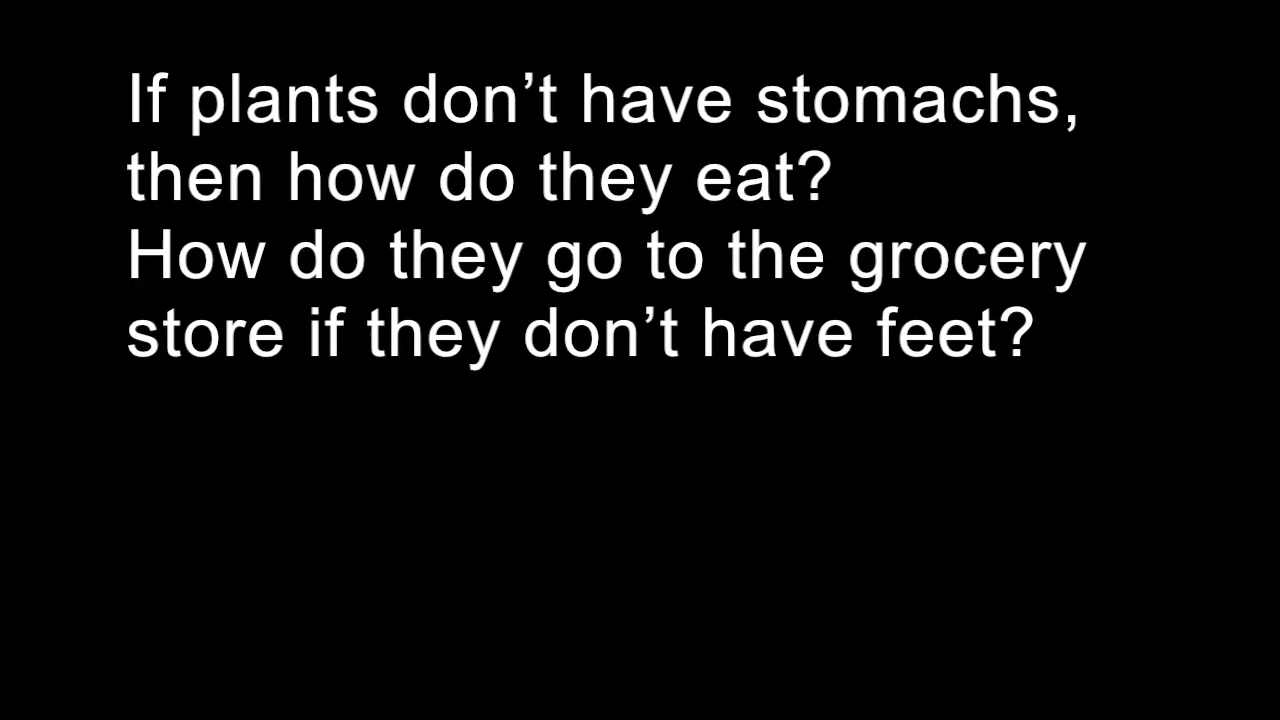 If plants don’t have stomachs,
then how do they eat?
How do they go to the grocery
store if they don’t have feet?